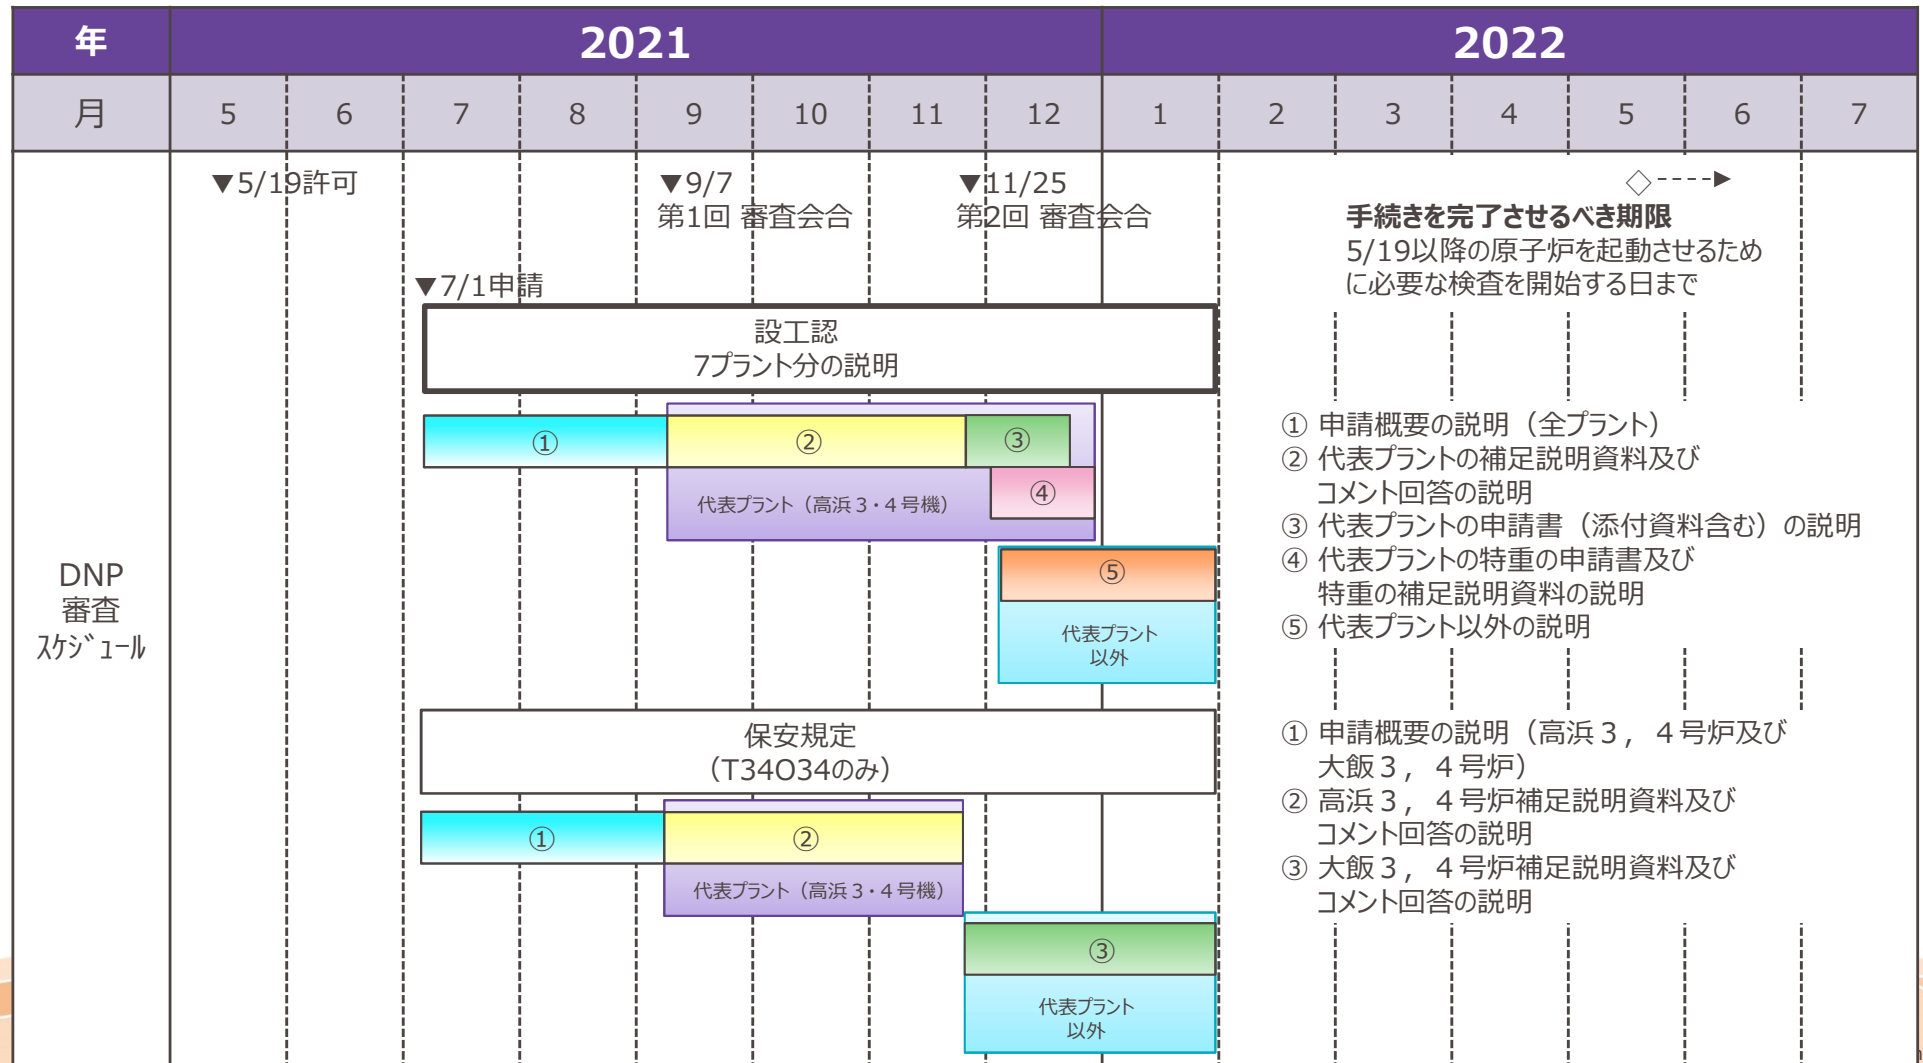 年 2021 2022
月 5 6 7 8 9 10 11 12 1 2 3 4 5 6 7
DNP
審査
ｽｹｼﾞｭｰﾙ
▼5/19許可
▼9/7
第1回 審査会合
▼11/25
第2回 審査会合
◇
手続きを完了させるべき期限
5/19以降の原子炉を起動させるため
に必要な検査を開始する日まで
▼7/1申請
設工認
7プラント分の説明
①
②
③
代表プラント（高浜３・４号機）
④
⑤
代表プラント
以外
① 申請概要の説明（全プラント）
② 代表プラントの補足説明資料及び
コメント回答の説明
③ 代表プラントの申請書（添付資料含む）の説明
④ 代表プラントの特重の申請書及び
特重の補足説明資料の説明
⑤ 代表プラント以外の説明
保安規定
（T34O34のみ）
①
②
代表プラント（高浜３・４号機）
③
代表プラント
以外
① 申請概要の説明（高浜３，４号炉及び
大飯３，４号炉）
② 高浜３，４号炉補足説明資料及び
コメント回答の説明
③ 大飯３，４号炉補足説明資料及び
コメント回答の説明